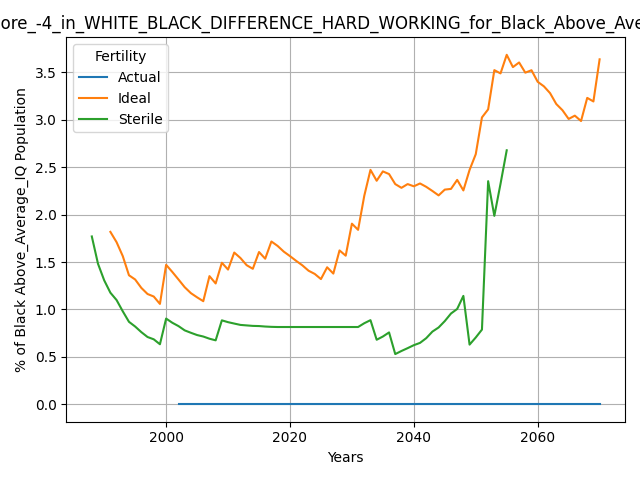 ore_-4_in_WHITE_BLACK_DIFFERENCE_HARD_WORKING_for_Black_Above_Ave
Fertility
Actual
Ideal
Sterile
% of Black Above_Average_IQ Population
3.5
3.0
2.5
2.0
1.5
1.0
0.5
0.0
2000
2020
2040
2060
Years